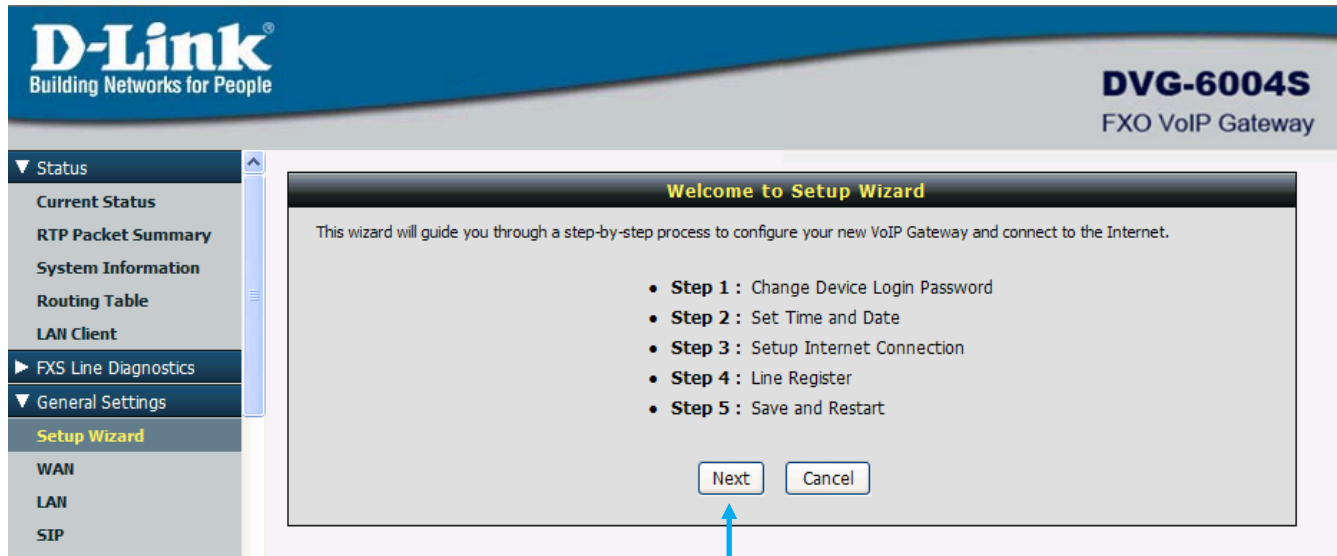 D-Link®
Building Networks for People
DVG-6004S
FXO VoIP Gateway
Status
Current Status
RTP Packet Summary
System Information
Routing Table
LAN Client
FXS Line Diagnostics
General Settings
Setup Wizard
WAN
LAN
SIP
Welcome to Setup Wizard
This wizard will guide you through a step-by-step process to configure your new VoIP Gateway and connect to the Internet.
• Step 1 : Change Device Login Password
• Step 2 : Set Time and Date
• Step 3 : Setup Internet Connection
• Step 4 : Line Register
• Step 5 : Save and Restart
Next Cancel